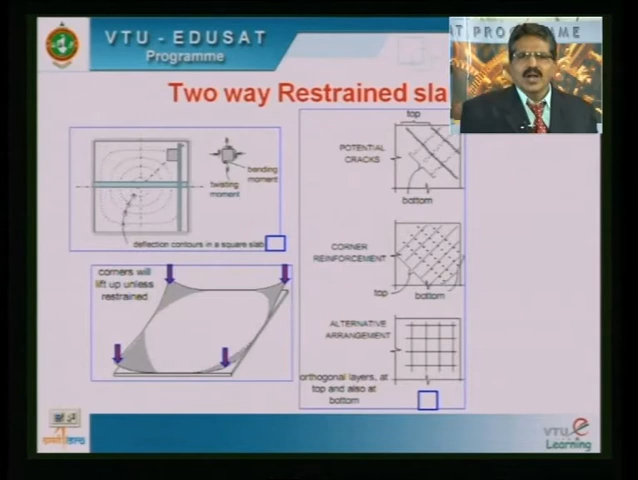 VTU - EDUSAT
Programme
T PROGRAMME
Two way Restrained sla
bending
moment
twisting
moment
deflection contours in a square slab
corners will
lift up unless
restrained
top
POTENTIAL
CRACKS
bottom
CORNER
REINFORCEMENT
top
bottom
ALTERNATIVE
ARRANGEMENT
orthogonal layers, at
top and also at
bottom
VTU e
Learning